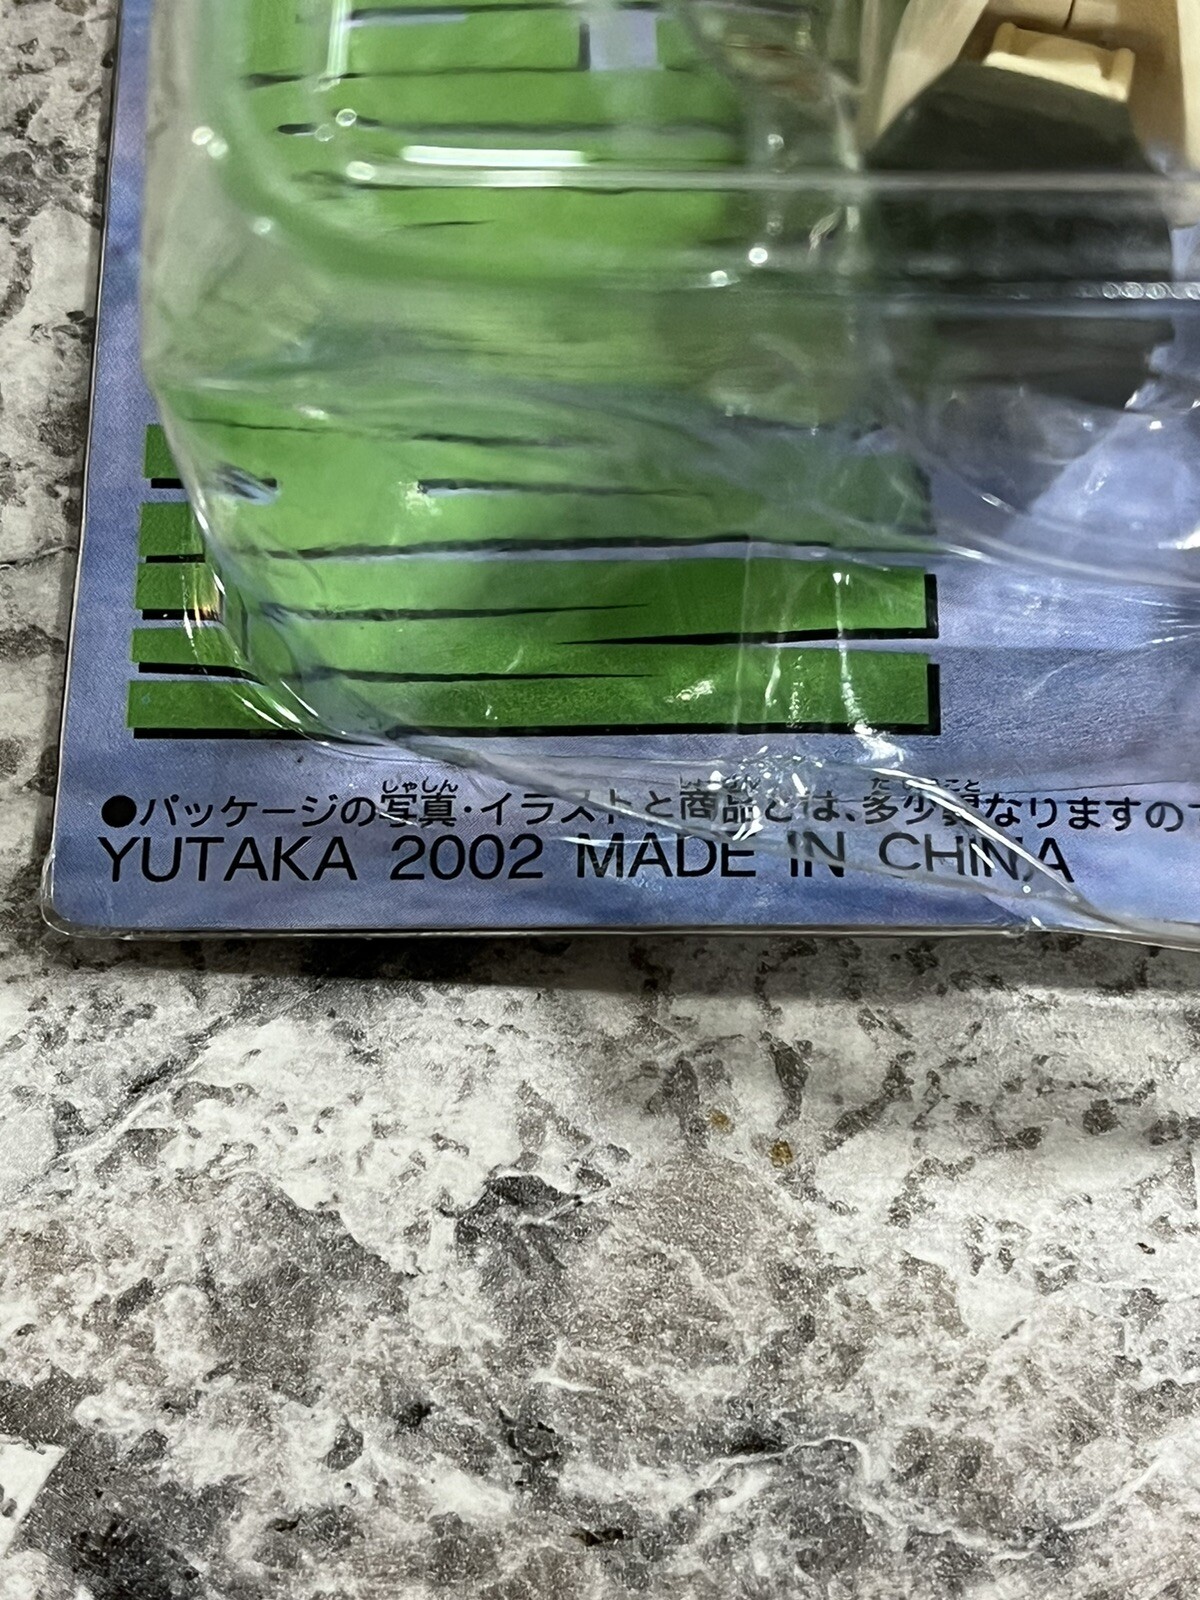 ●パッケージの写真・イラストと商品とは、多少異なりますの
YUTAKA 2002 MADE IN CHINA